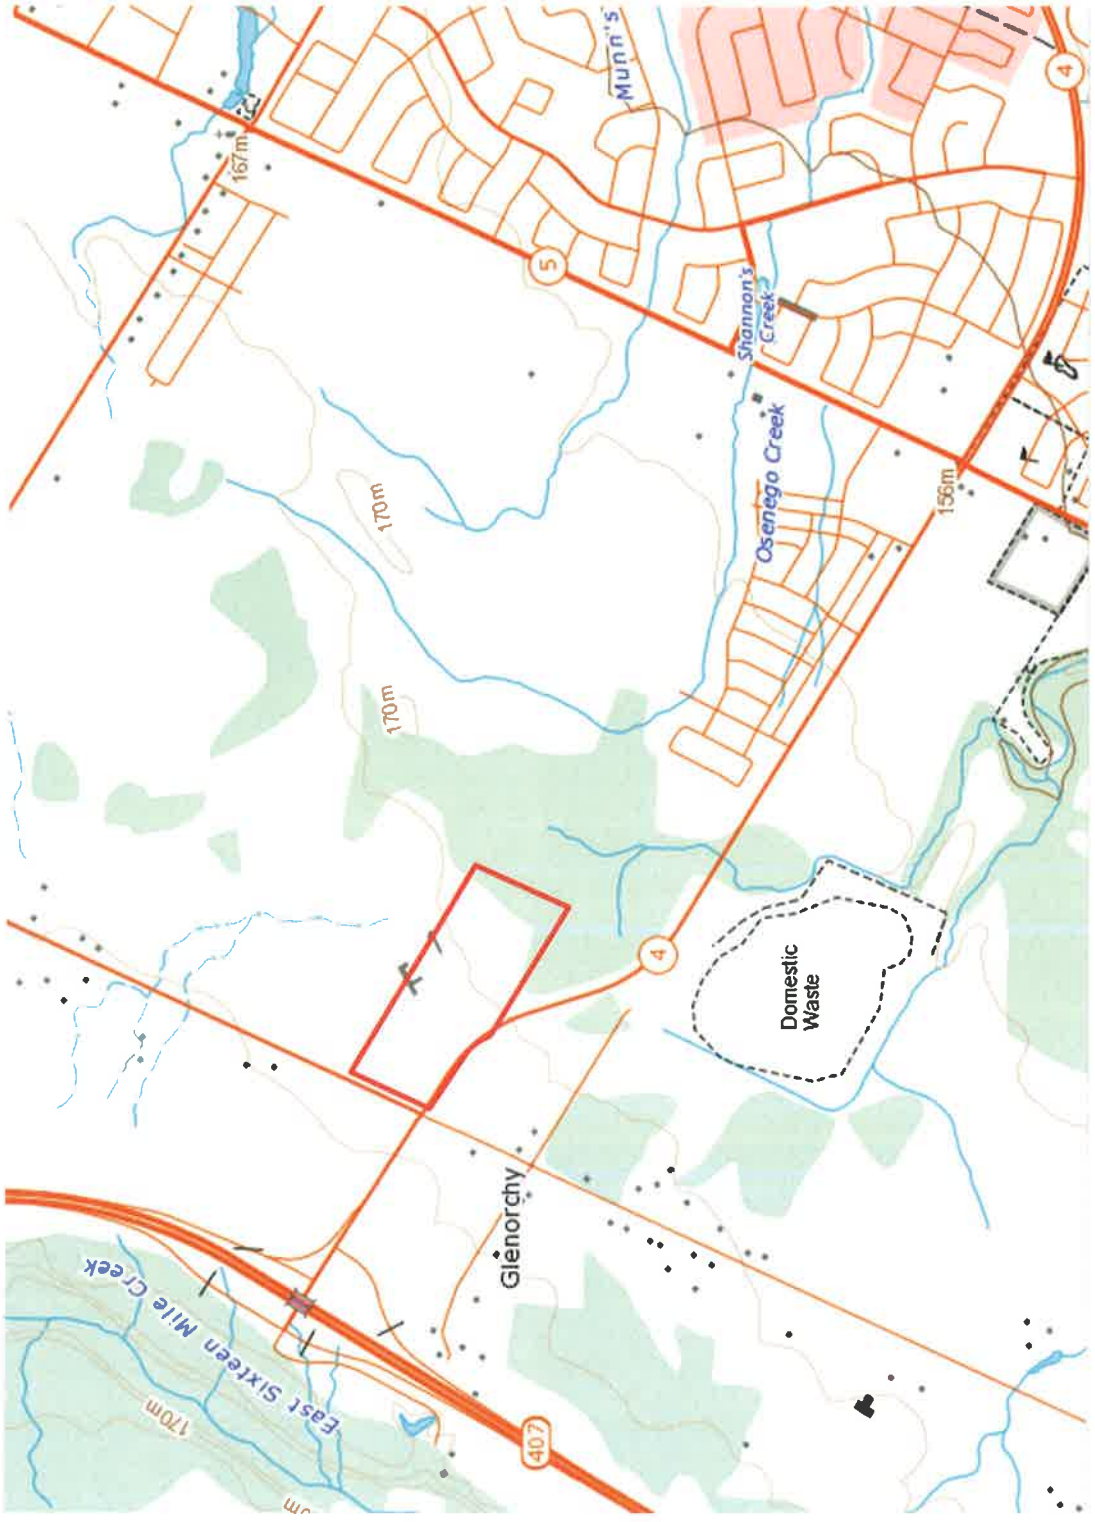 Munn's
4
167m
5
Shannon's
Creek
Osenego Creek
170m
156m
170m
4
Domestic
Waste
Glenorchy
East Sixteen Mile Creek
170m
407